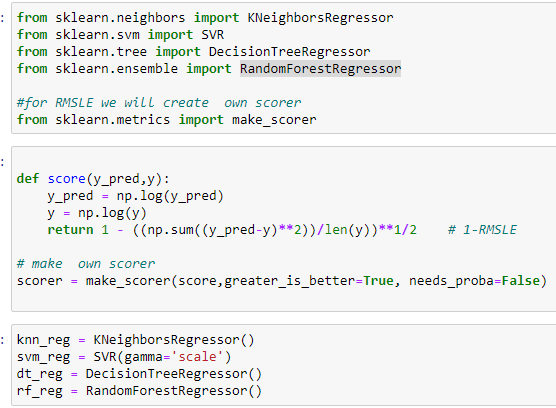 : from sklearn.neighbors import KNeighborsRegressor
from sklearn.svm import SVR
from sklearn.tree import DecisionTreeRegressor
from sklearn.ensemble import RandomForestRegressor
#for RMSLE we will create  own scorer
from sklearn.metrics import make_scorer
:
def score(y_pred,y):
    y_pred = np.log(y_pred)
    y = np.log(y)
    return 1 - ((np.sum((y_pred-y)**2))/len(y))**1/2    # 1-RMSLE
# make  own scorer
scorer = make_scorer(score,greater_is_better=True, needs_proba=False)
: knn_reg = KNeighborsRegressor()
svm_reg = SVR(gamma='scale')
dt_reg = DecisionTreeRegressor()
rf_reg = RandomForestRegressor()